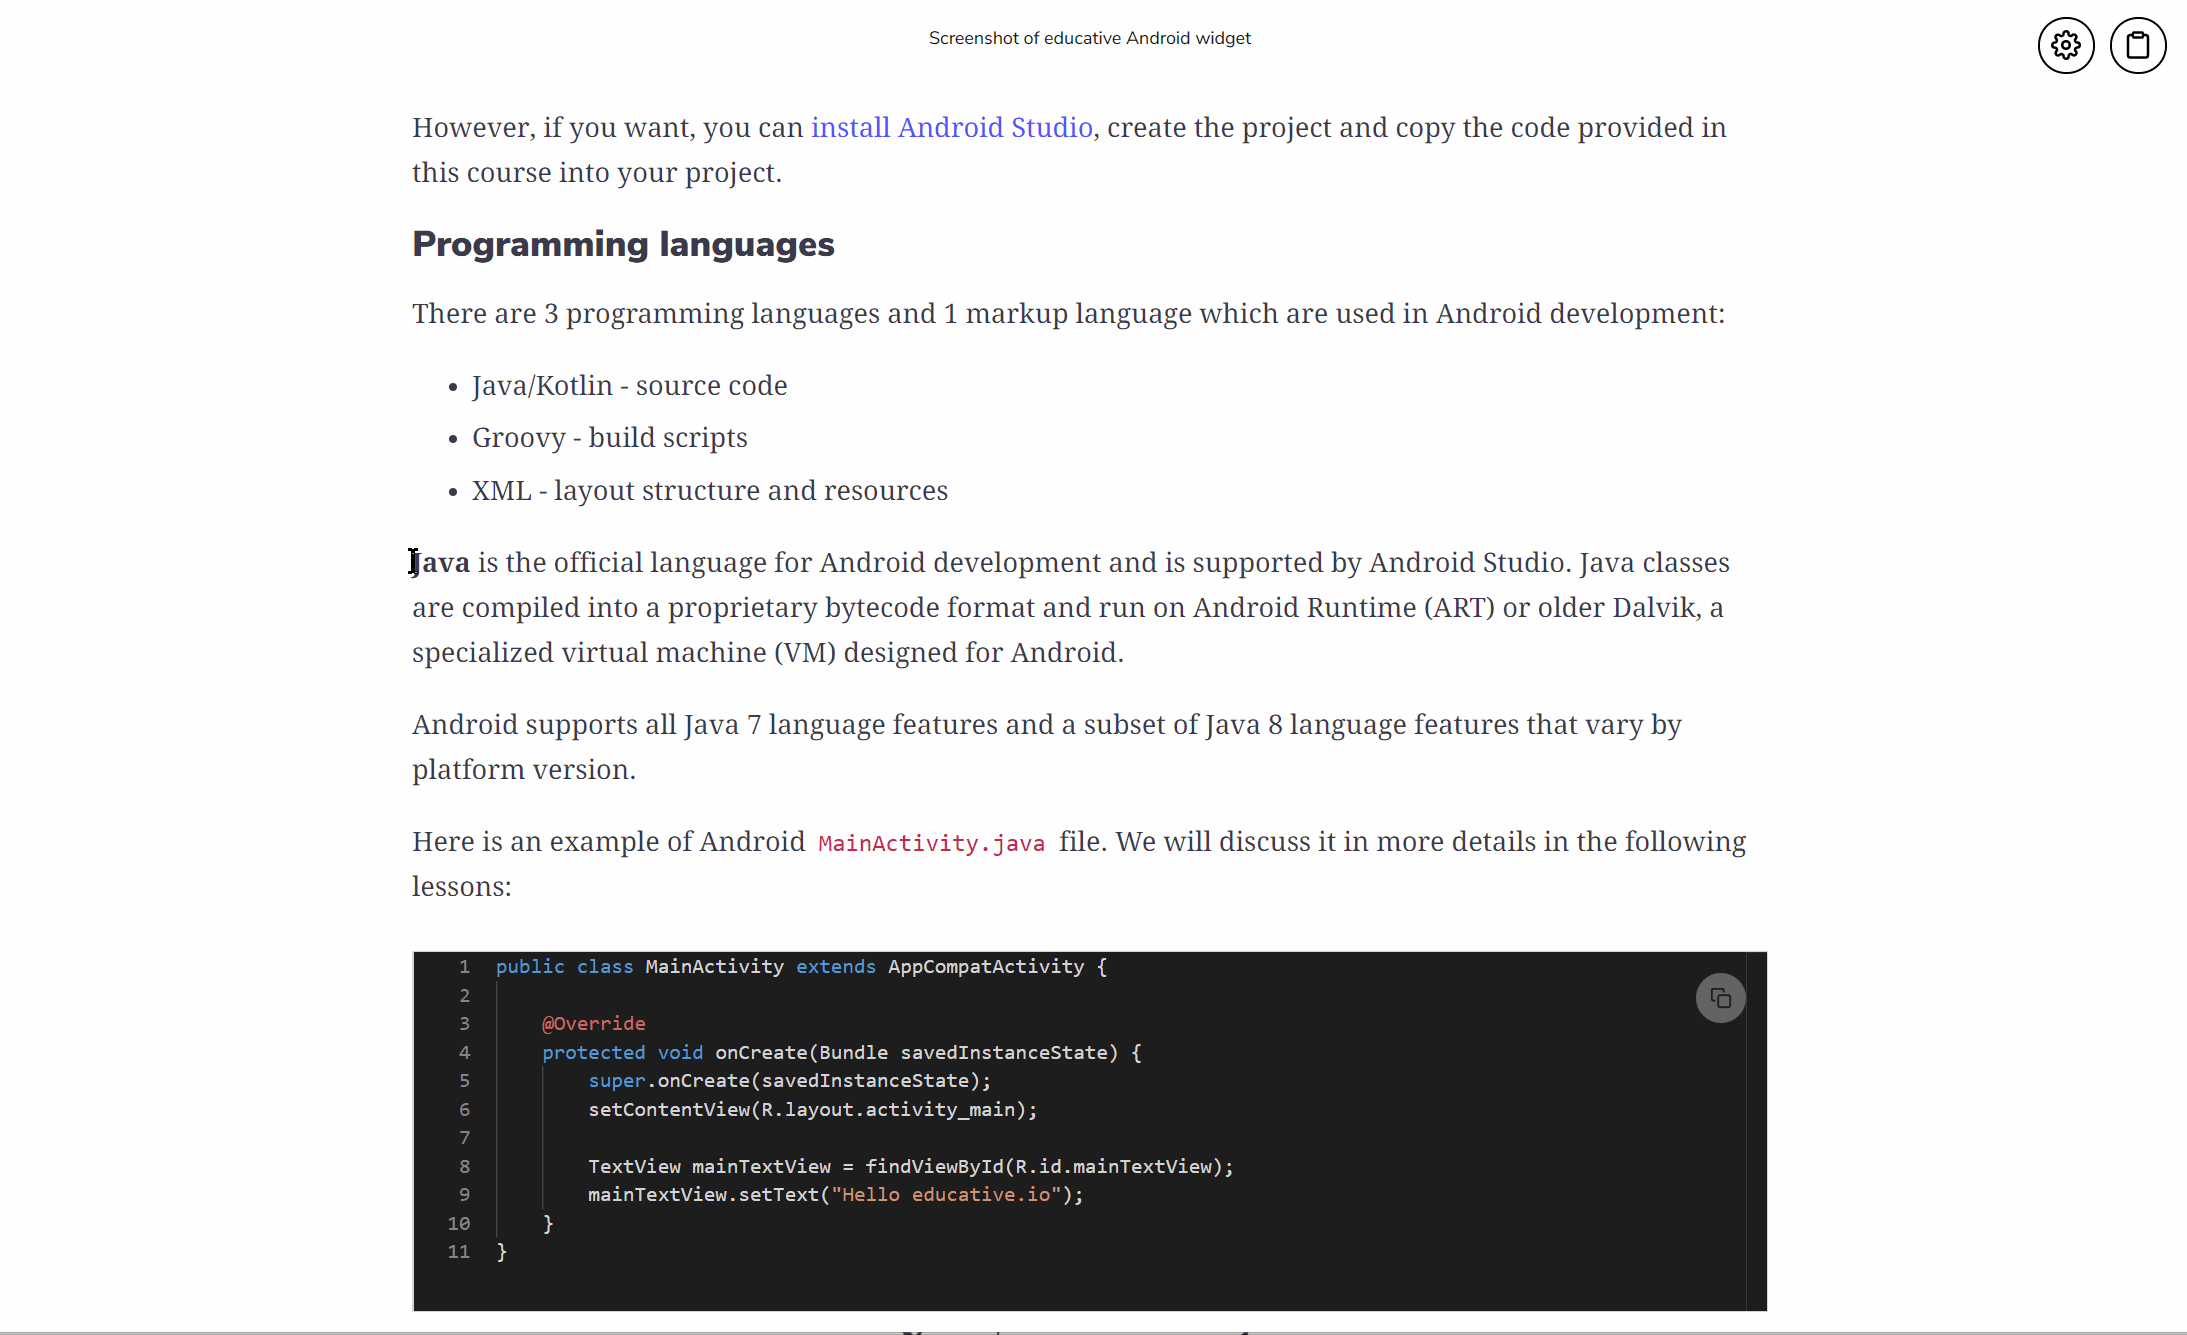 Screenshot of educative Android widget
However, if you want, you can install Android Studio, create the project and copy the code provided in
this course into your project.
Programming languages
There are 3 programming languages and 1 markup language which are used in Android development:
• Java/Kotlin - source code
• Groovy - build scripts
• XML - layout structure and resources
Java is the official language for Android development and is supported by Android Studio. Java classes
are compiled into a proprietary bytecode format and run on Android Runtime (ART) or older Dalvik, a
specialized virtual machine (VM) designed for Android.
Android supports all Java 7 language features and a subset of Java 8 language features that vary by
platform version.
Here is an example of Android MainActivity.java file. We will discuss it in more details in the following
lessons:
1 public class MainActivity extends AppCompatActivity {
2
3     @Override
4     protected void onCreate(Bundle savedInstanceState) {
5         super.onCreate(savedInstanceState);
6         setContentView(R.layout.activity_main);
7
8         TextView mainTextView = findViewById(R.id.mainTextView);
9         mainTextView.setText("Hello educative.io");
10     }
11 }